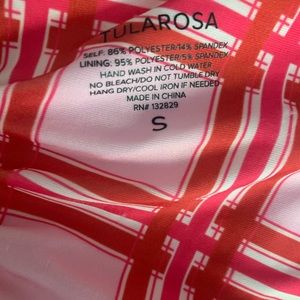 TULAROSA
SELF: 86% POLYESTER/14% SPANDEX
LINING: 95% POLYESTER/5% SPANDEX
HAND WASH IN COLD WATER
NO BLEACH/DO NOT TUMBLE DRY
HANG DRY/COOL IRON IF NEEDED
MADE IN CHINA
RN# 132829
S